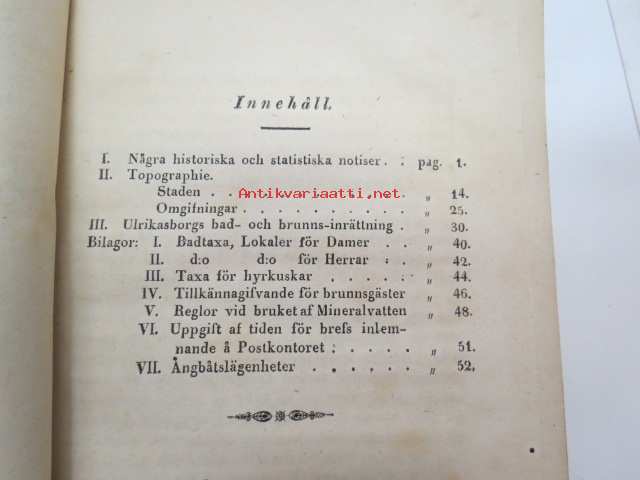 Innehåll.
I. Några historiska och statistiska notiser . . pag. 1.
II. Topographie.
Antikvariaatti.net
Staden . . . . . . . . . . „ 14.
Omgifningar . . . . . . . . . „ 25.
III. Ulrikasborgs bad- och brunns-inrättning . „ 30.
Bilagor: I. Badtaxa, Lokaler för Damer . . „ 40.
II. d:o d:o för Herrar . . „ 42.
III. Taxa för hyrkuskar . . . . „ 44.
IV. Tillkännagifvande för brunnsgäster „ 46.
V. Reglor vid bruket af Mineralvatten „ 48.
VI. Uppgift af tiden för brefs inlem-
nande å Postkontoret . . . . . „ 51.
VII. Ångbåtslägenheter . . . . . „ 52.